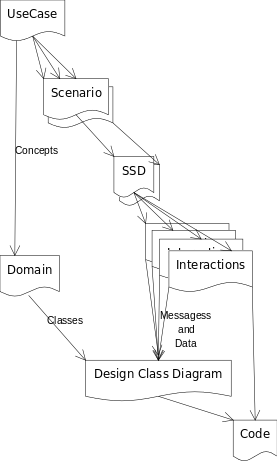 UseCase
Scenario
Concepts
SSD
Interactions
Domain
Messagess
and
Data
Classes
Design Class Diagram
Code